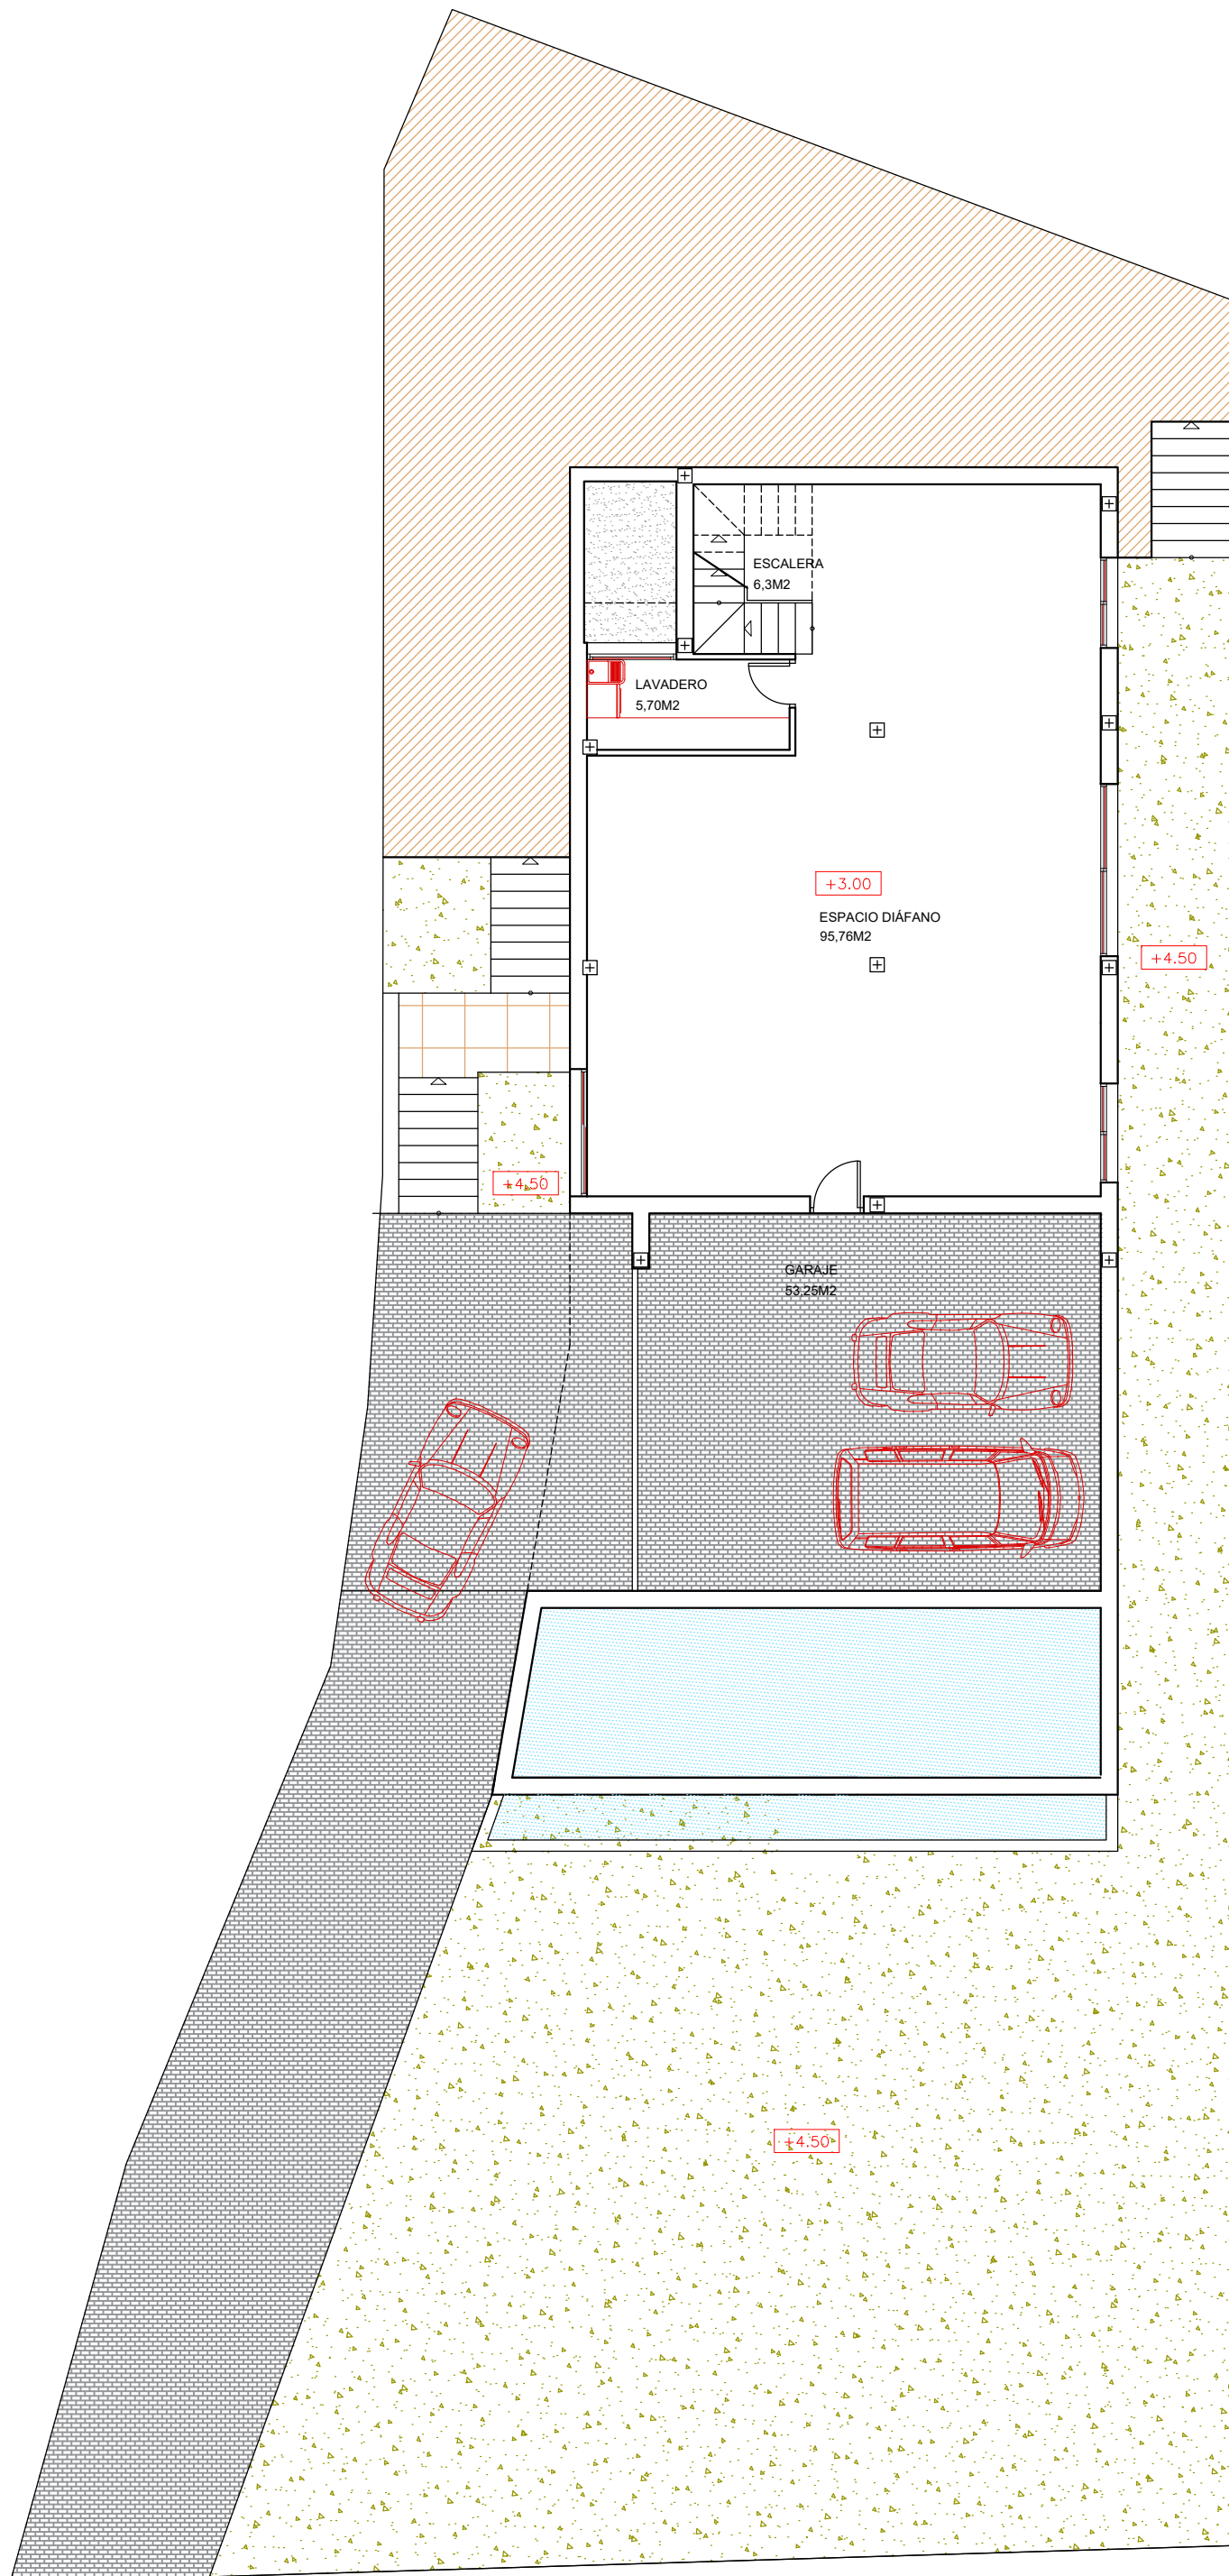 ESCALERA
6,3M2
LAVADERO
5,70M2
+3.00
ESPACIO DIÁFANO
95,76M2
+4.50
+4.50
GARAJE
53,25M2
+4.50